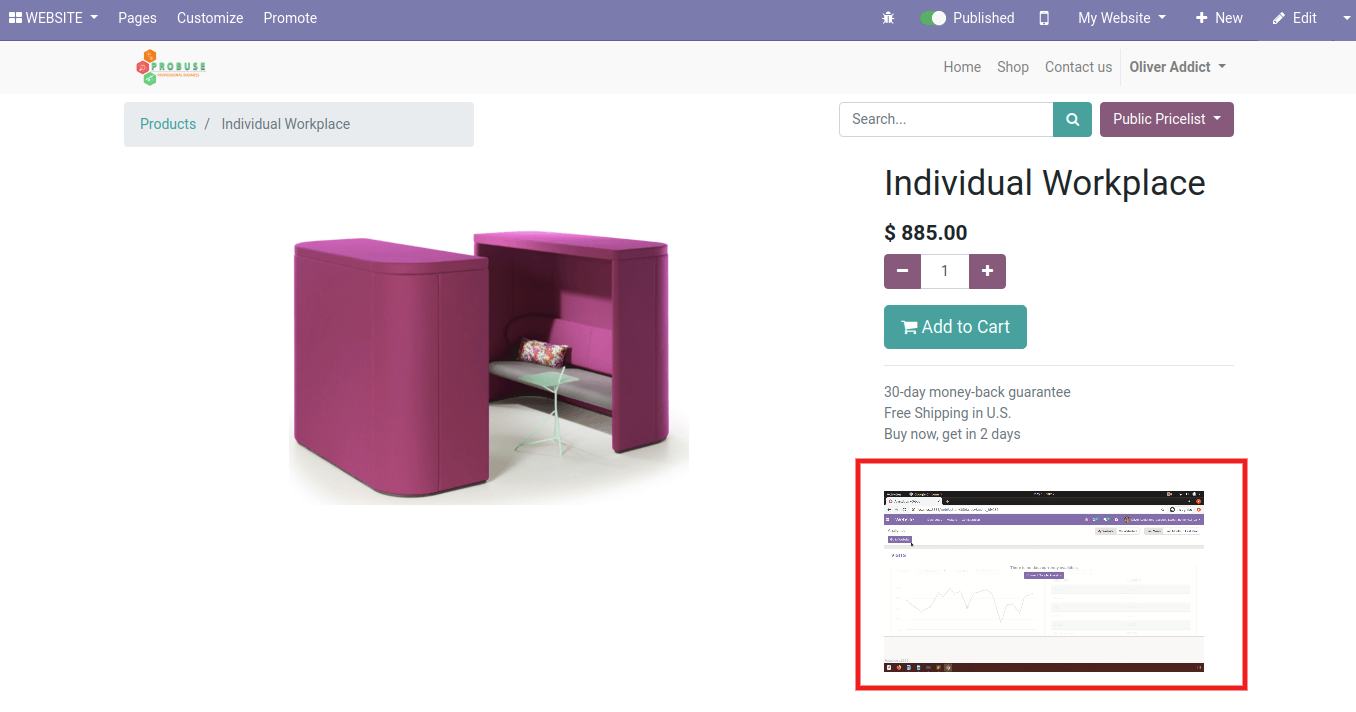 WEBSITE Pages Customize Promote Published My Website New Edit
PROBUSE
Home Shop Contact us Oliver Addict
Products / Individual Workplace
Search... Public Pricelist
Individual Workplace
$ 885.00
1
Add to Cart
30-day money-back guarantee
Free Shipping in U.S.
Buy now, get in 2 days